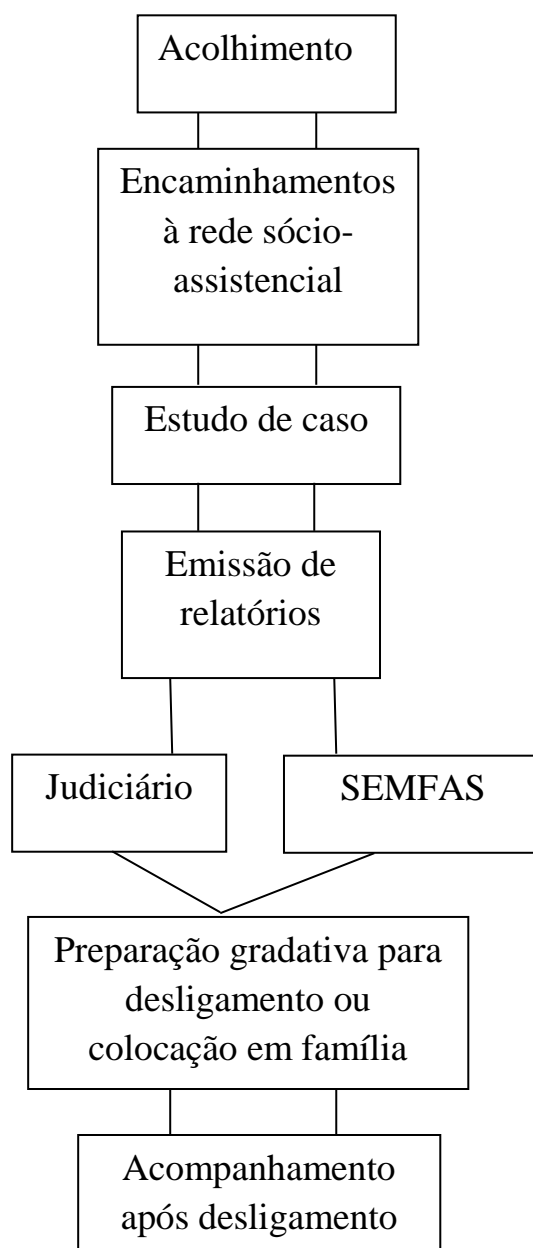 Acolhimento
Encaminhamentos
à rede sócio-
assistencial
Estudo de caso
Emissão de
relatórios
Judiciário
SEMFAS
Preparação gradativa para
desligamento ou
colocação em família
Acompanhamento
após desligamento